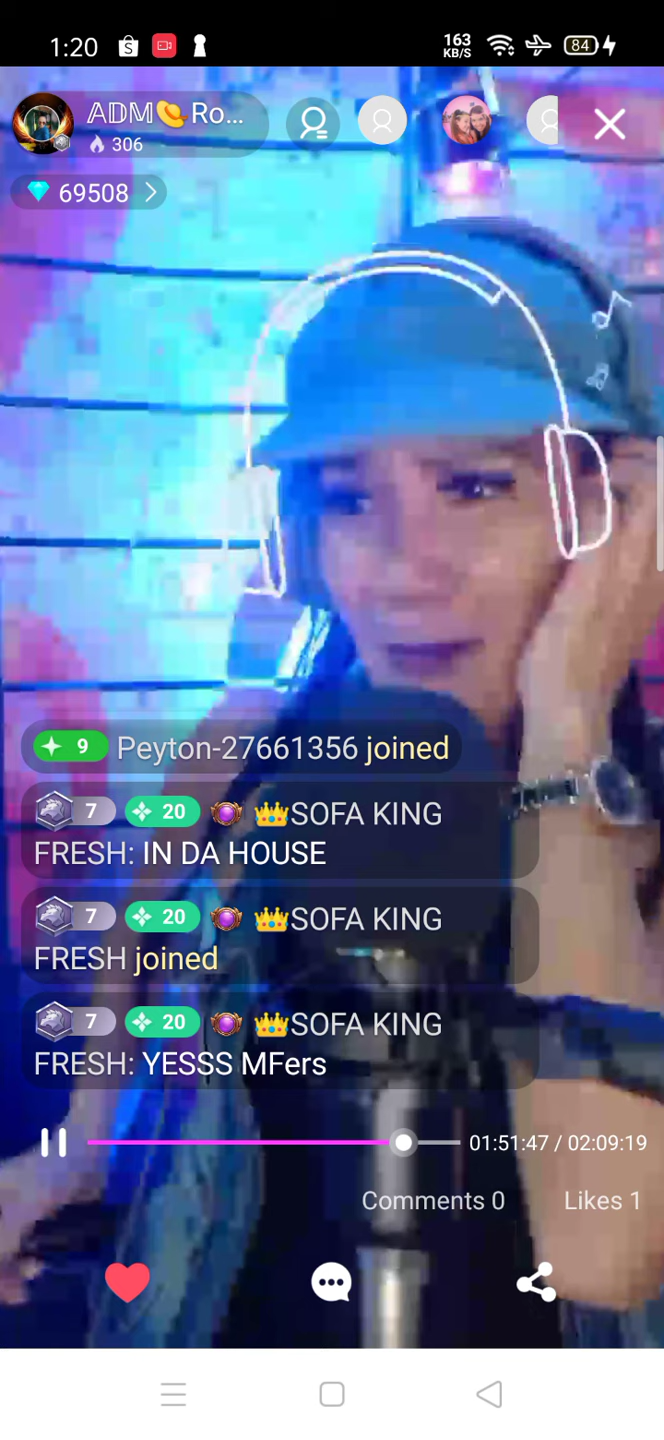 1:20
163
KB/S
84
𝔸𝔻𝕄👒Ro...
306
69508
9 Peyton-27661356 joined
7 20 👑SOFA KING
FRESH: IN DA HOUSE
7 20 👑SOFA KING
FRESH joined
7 20 👑SOFA KING
FRESH: YESSS MFers
01:51:47 / 02:09:19
Comments 0 Likes 1